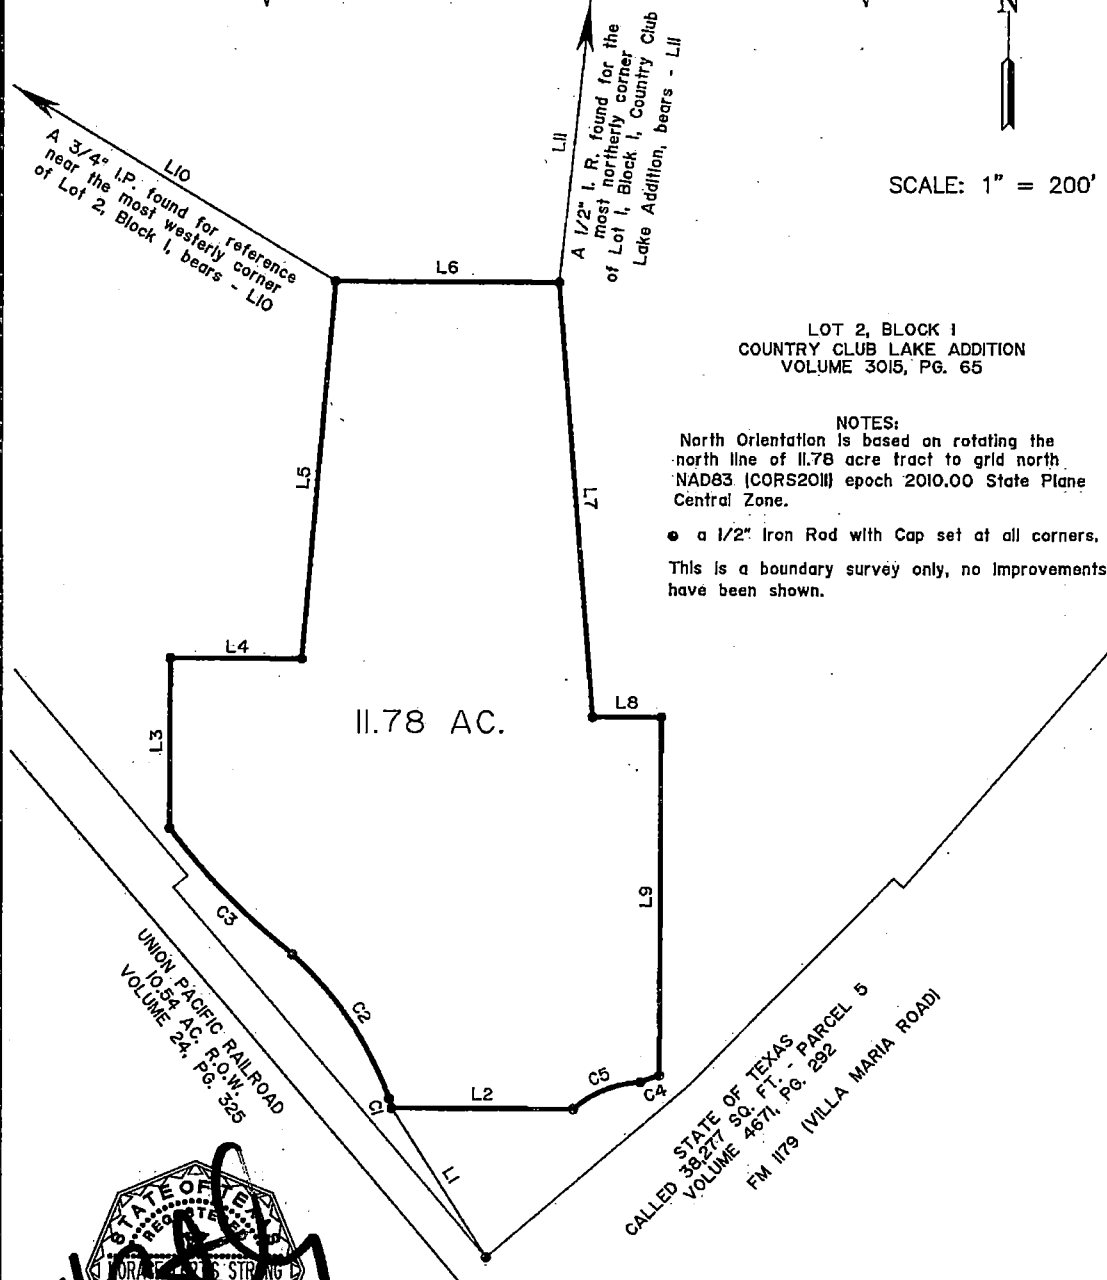 N
SCALE: 1" = 200'
L10
A 3/4" I.P. found for reference
near the most westerly corner
of Lot 2, Block 1, bears - L10
L11
A 1/2" I. R. found for the
most northerly corner
of Lot 1, Block 1, Country Club
Lake Addition, bears - L11
L6
LOT 2, BLOCK 1
COUNTRY CLUB LAKE ADDITION
VOLUME 3015, PG. 65
NOTES:
North Orientation is based on rotating the
north line of 11.78 acre tract to grid north
NAD83 (CORS2011) epoch 2010.00 State Plane
Central Zone.
a 1/2" Iron Rod with Cap set at all corners.
This is a boundary survey only, no improvements
have been shown.
L5
L7
L4
L8
L3
11.78 AC.
L9
C3
C2
C1
L2
C5
C4
L1
UNION PACIFIC RAILROAD
10.54 AC. R.O.W.
VOLUME 24, PG. 325
STATE OF TEXAS
CALLED 38,277 SQ. FT. - PARCEL 5
VOLUME 4671, PG. 292
FM 1179 (VILLA MARIA ROAD)
STATE OF TEXAS
REGISTERED
STRONG